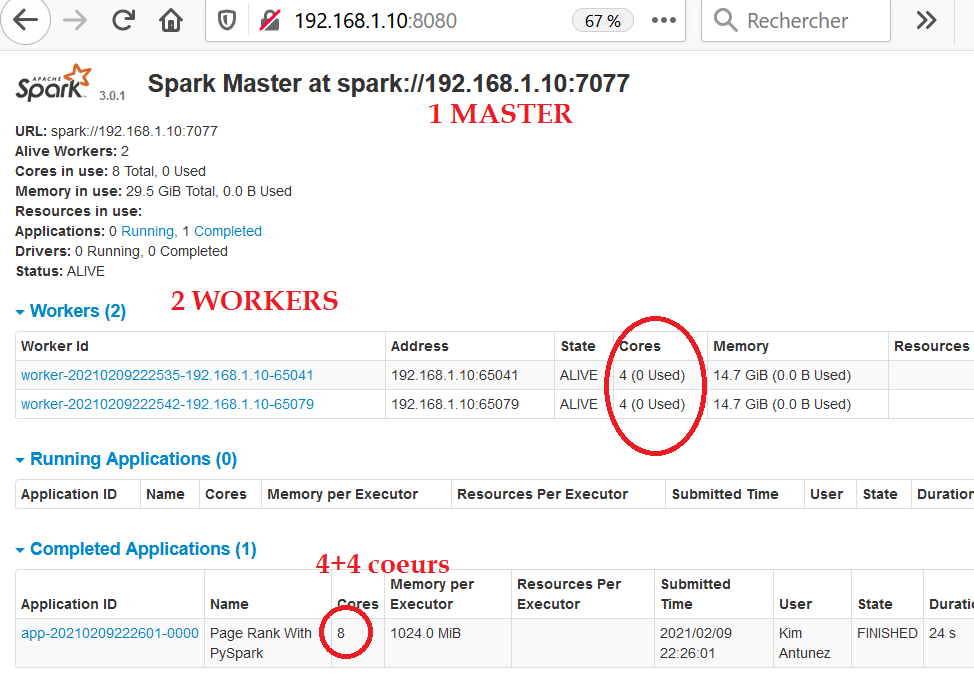 192.168.1.10:8080 67 % Rechercher
APACHE Spark 3.0.1 Spark Master at spark://192.168.1.10:7077
1 MASTER
URL: spark://192.168.1.10:7077
Alive Workers: 2
Cores in use: 8 Total, 0 Used
Memory in use: 29.5 GiB Total, 0.0 B Used
Resources in use:
Applications: 0 Running, 1 Completed
Drivers: 0 Running, 0 Completed
Status: ALIVE
2 WORKERS
Workers (2)
Worker Id Address State Cores Memory Resources
worker-20210209222535-192.168.1.10-65041 192.168.1.10:65041 ALIVE 4 (0 Used) 14.7 GiB (0.0 B Used)
worker-20210209222542-192.168.1.10-65079 192.168.1.10:65079 ALIVE 4 (0 Used) 14.7 GiB (0.0 B Used)
Running Applications (0)
Application ID Name Cores Memory per Executor Resources Per Executor Submitted Time User State Duration
Completed Applications (1)
4+4 coeurs
Application ID Name Cores Memory per Executor Resources Per Executor Submitted Time User State Durati
app-20210209222601-0000 Page Rank With PySpark 8 1024.0 MiB 2021/02/09 22:26:01 Kim Antunez FINISHED 24 s